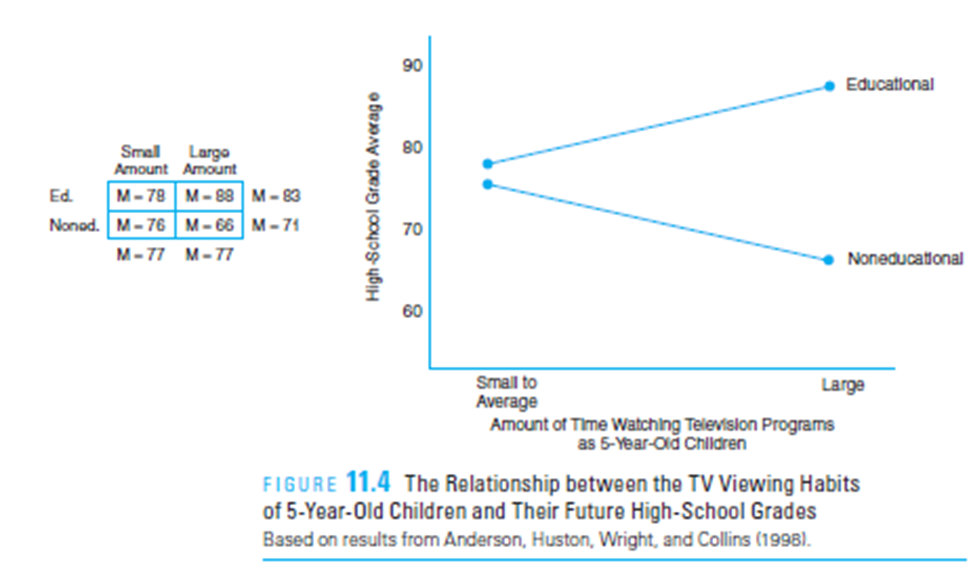 Small Large
Amount Amount
Ed. M = 78 M = 88 M = 83
Noned. M = 76 M = 66 M = 71
M = 77 M = 77
High-School Grade Average
90
80
70
60
Educational
Noneducational
Small to
Average
Large
Amount of Time Watching Television Programs
as 5-Year-Old Children
FIGURE 11.4 The Relationship between the TV Viewing Habits
of 5-Year-Old Children and Their Future High-School Grades
Based on results from Anderson, Huston, Wright, and Collins (1998).